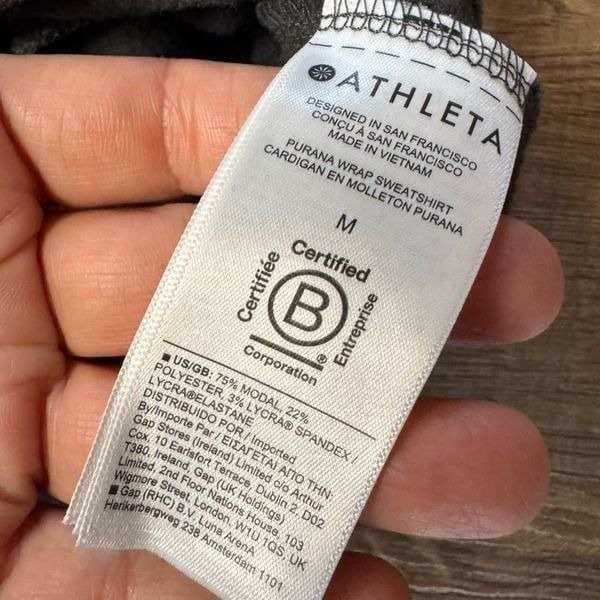 ATHLETA
DESIGNED IN SAN FRANCISCO
CONÇU À SAN FRANCISCO
MADE IN VIETNAM
PURANA WRAP SWEATSHIRT
CARDIGAN EN MOLLETON PURANA
M
Certifiée
Certified
B
Entreprise
®
Corporation
■ US/GB: 75% MODAL, 22%
POLYESTER, 3% LYCRA® SPANDEX /
LYCRA®ELASTANE
DISTRIBUIDO POR / Imported
By/Importe Par / ΕΙΣΑΓΕΤΑΙ ΑΠΟ ΤΗΝ:
Gap Stores (Ireland) Limited c/o Arthur
Cox, 10 Earlsfort Terrace, Dublin 2, D02
T380, Ireland, Gap (UK Holdings)
Limited, 2nd Floor Nations House, 103
Wigmore Street, London, W1U 1QS, UK
■ Gap (RHC) B.V. Luna ArenA
Herikerbergweg 238 Amsterdam 1101